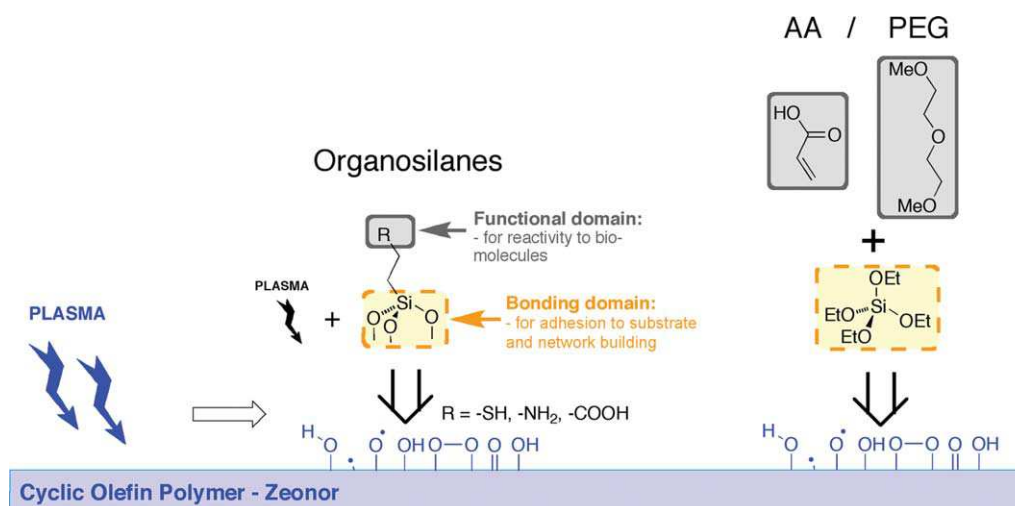 AA / PEG
MeO
O
MeO
HO
O
Organosilanes
R
Functional domain:
- for reactivity to bio-
molecules
+
PLASMA
+
Si
O
O
O
Bonding domain:
- for adhesion to substrate
and network building
OEt
Si
EtO
OEt
EtO
PLASMA
R = -SH, -NH₂, -COOH
H
O
O•
OH
O
O
O
OH
H
O
O•
OH
O
O
O
OH
Cyclic Olefin Polymer - Zeonor